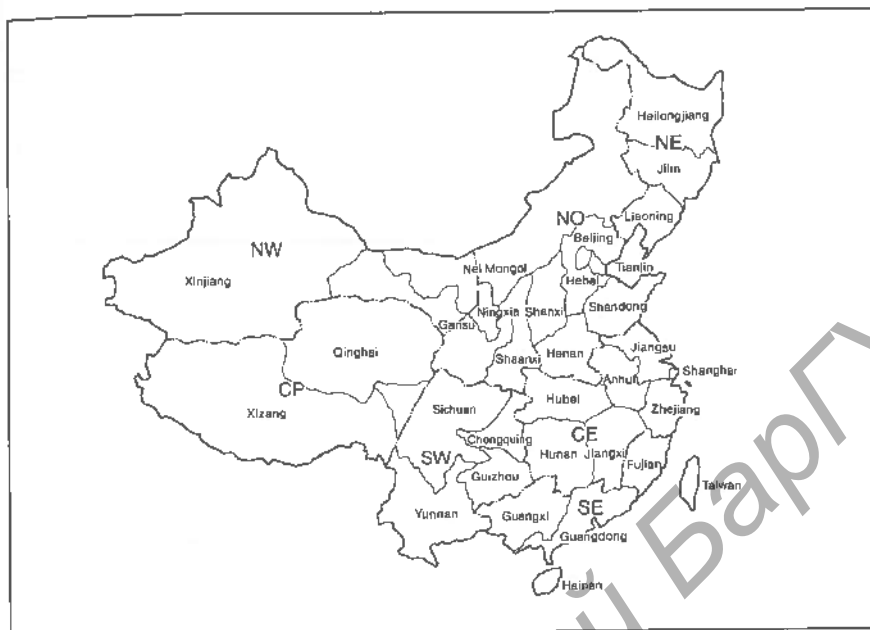 Heilongjiang
NE
Jilin
Liaoning
NO
Beijing
NW
Nei Mongol
Tianjin
Xinjiang
Hebei
Ningxia
Shanxi
Shandong
Gansu
Qinghai
Henan
Jiangsu
Shaanxi
Shanghai
CP
Anhui
Xizang
Sichuan
Hubei
Zhejiang
Chongquing
CE
SW
Hunan
Jiangxi
Fujian
Guizhou
Taiwan
SE
Yunnan
Guangxi
Guangdong
Hainan
й БарГУ